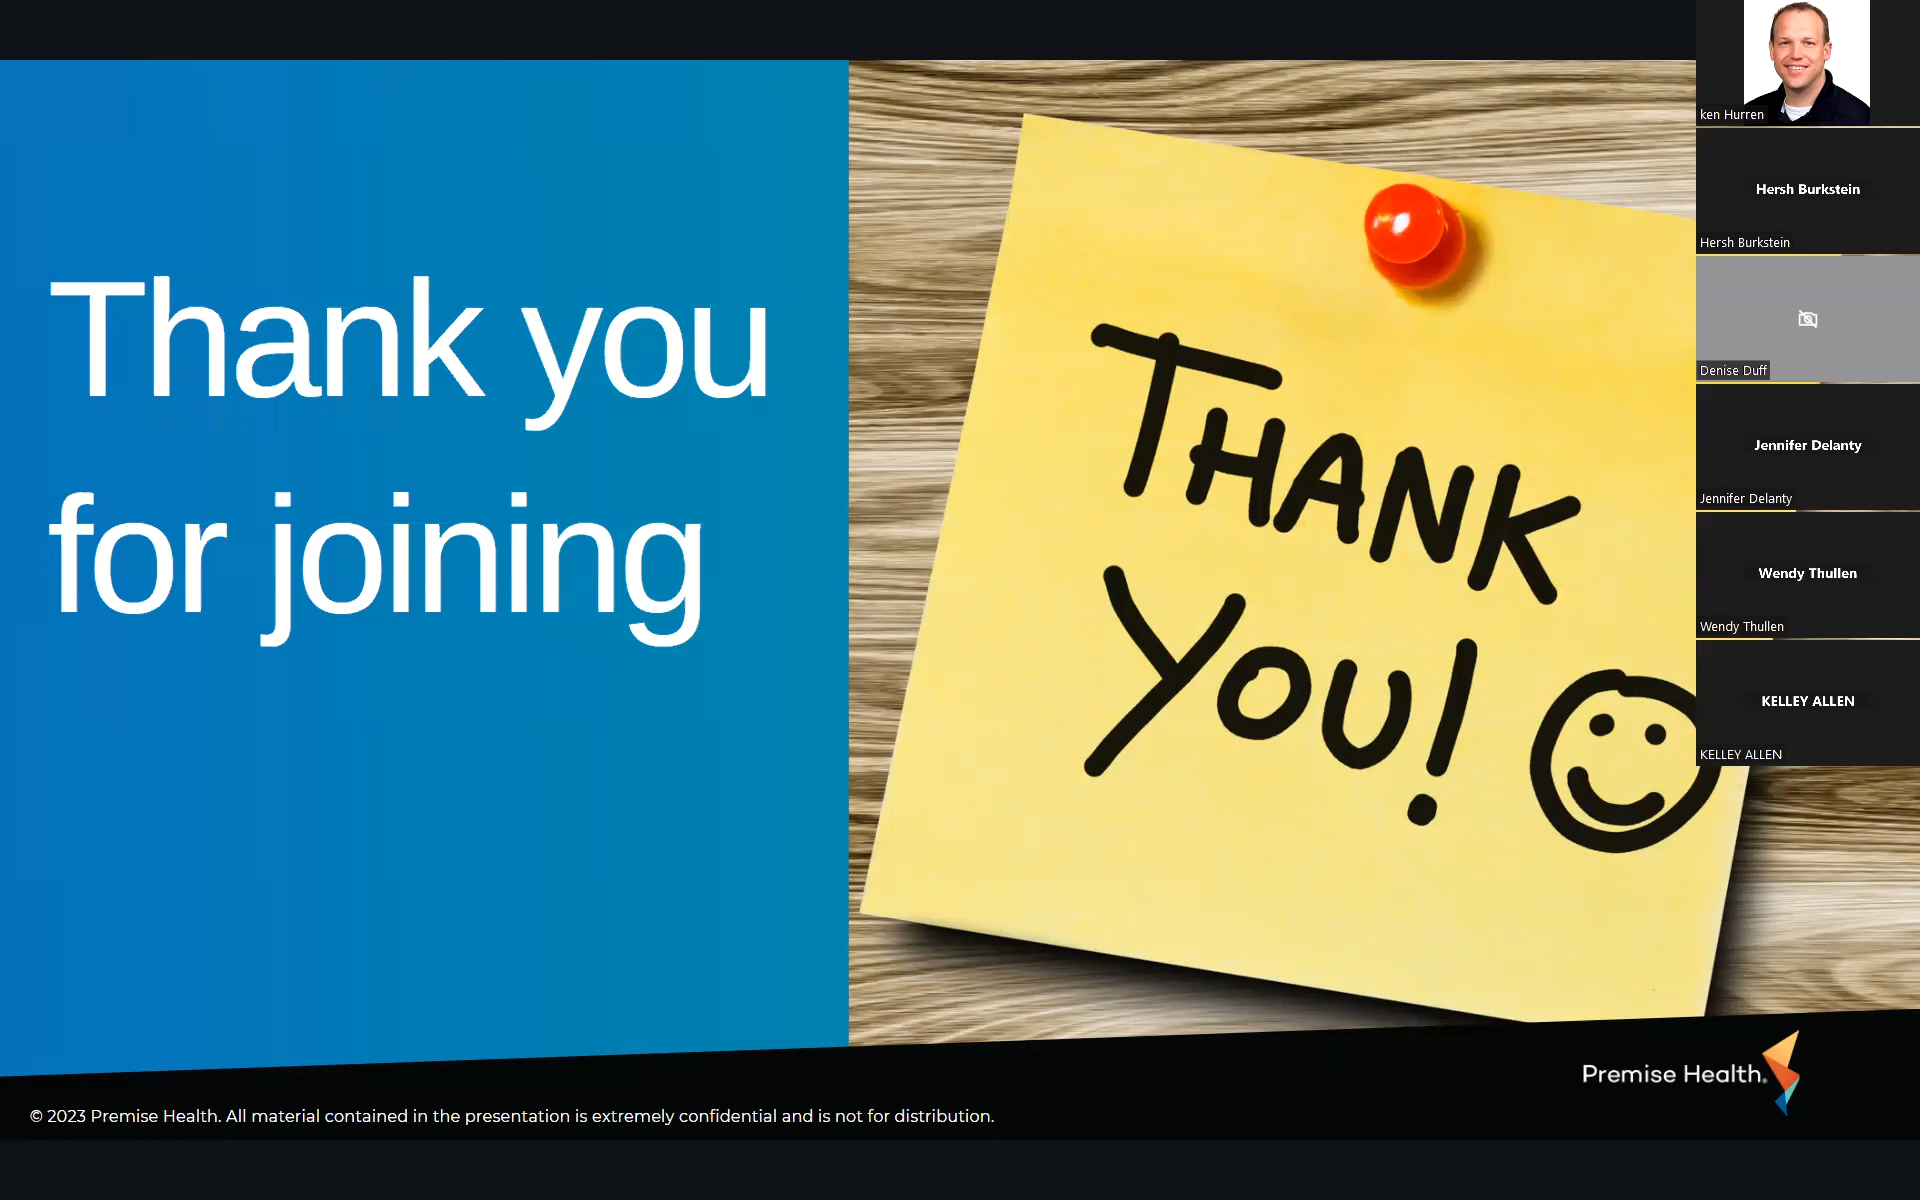 Thank you
for joining
THANK
YOU!
ken Hurren
Hersh Burkstein
Hersh Burkstein
Denise Duff
Jennifer Delanty
Jennifer Delanty
Wendy Thullen
Wendy Thullen
KELLEY ALLEN
KELLEY ALLEN
Premise Health.
© 2023 Premise Health. All material contained in the presentation is extremely confidential and is not for distribution.